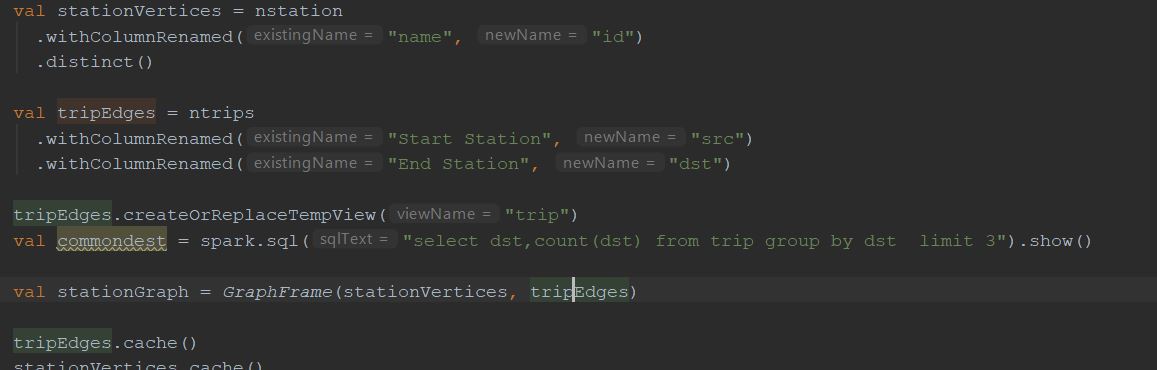 val stationVertices = nstation
.withColumnRenamed( existingName = "name", newName = "id")
.distinct()
val tripEdges = ntrips
.withColumnRenamed( existingName = "Start Station", newName = "src")
.withColumnRenamed( existingName = "End Station", newName = "dst")
tripEdges.createOrReplaceTempView( viewName = "trip")
val commondest = spark.sql( sqlText = "select dst,count(dst) from trip group by dst  limit 3").show()
val stationGraph = GraphFrame(stationVertices, tripEdges)
tripEdges.cache()
stationVertices.cache()